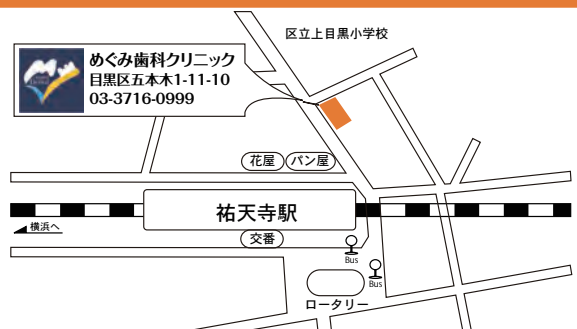 区立上目黒小学校
めぐみ歯科クリニック
目黒区五本木1-11-10
03-3716-0999
花屋 パン屋
祐天寺駅
横浜へ
交番
Bus
Bus
ロータリー